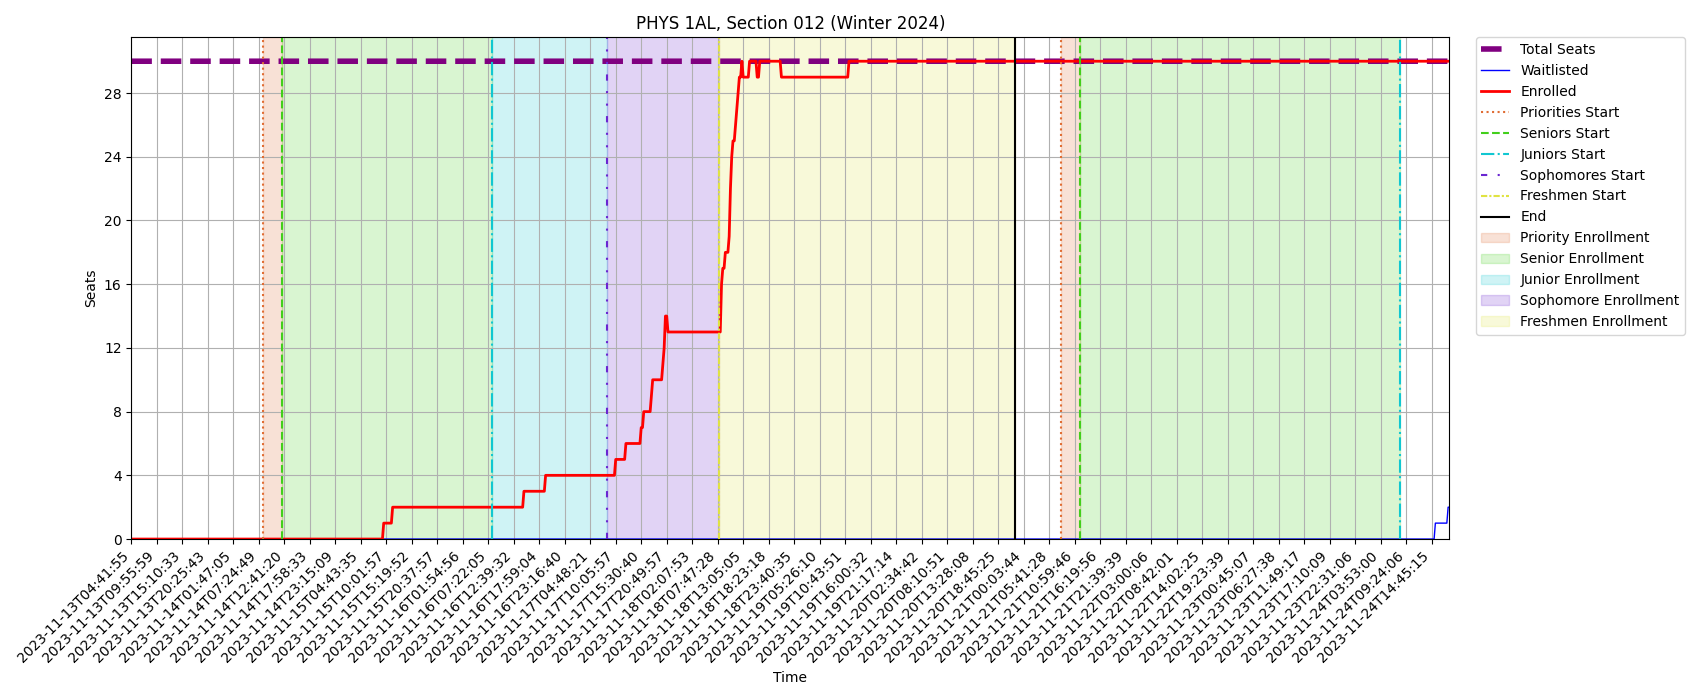 PHYS 1AL, Section 012 (Winter 2024)
Seats
28
24
20
16
12
8
4
0
2023-11-13T04:41:55
2023-11-13T09:55:59
2023-11-13T15:10:33
2023-11-13T20:25:43
2023-11-14T01:47:05
2023-11-14T07:24:49
2023-11-14T12:41:20
2023-11-14T17:58:33
2023-11-14T23:15:09
2023-11-15T04:43:35
2023-11-15T10:01:57
2023-11-15T15:19:52
2023-11-15T20:37:57
2023-11-16T01:54:56
2023-11-16T07:22:05
2023-11-16T12:39:32
2023-11-16T17:59:04
2023-11-16T23:16:40
2023-11-17T04:48:21
2023-11-17T10:05:57
2023-11-17T15:30:40
2023-11-17T20:49:57
2023-11-18T02:07:53
2023-11-18T07:47:28
2023-11-18T13:05:05
2023-11-18T18:23:18
2023-11-18T23:40:35
2023-11-19T05:26:10
2023-11-19T10:43:51
2023-11-19T16:00:32
2023-11-19T21:17:14
2023-11-20T02:34:42
2023-11-20T08:10:51
2023-11-20T13:28:08
2023-11-20T18:45:25
2023-11-21T00:03:44
2023-11-21T05:41:28
2023-11-21T10:59:46
2023-11-21T16:19:56
2023-11-21T21:39:39
2023-11-22T03:00:06
2023-11-22T08:42:01
2023-11-22T14:02:25
2023-11-22T19:23:39
2023-11-23T00:45:07
2023-11-23T06:27:38
2023-11-23T11:49:17
2023-11-23T17:10:09
2023-11-23T22:31:06
2023-11-24T03:53:00
2023-11-24T09:24:06
2023-11-24T14:45:15
Time
Total Seats
Waitlisted
Enrolled
Priorities Start
Seniors Start
Juniors Start
Sophomores Start
Freshmen Start
End
Priority Enrollment
Senior Enrollment
Junior Enrollment
Sophomore Enrollment
Freshmen Enrollment